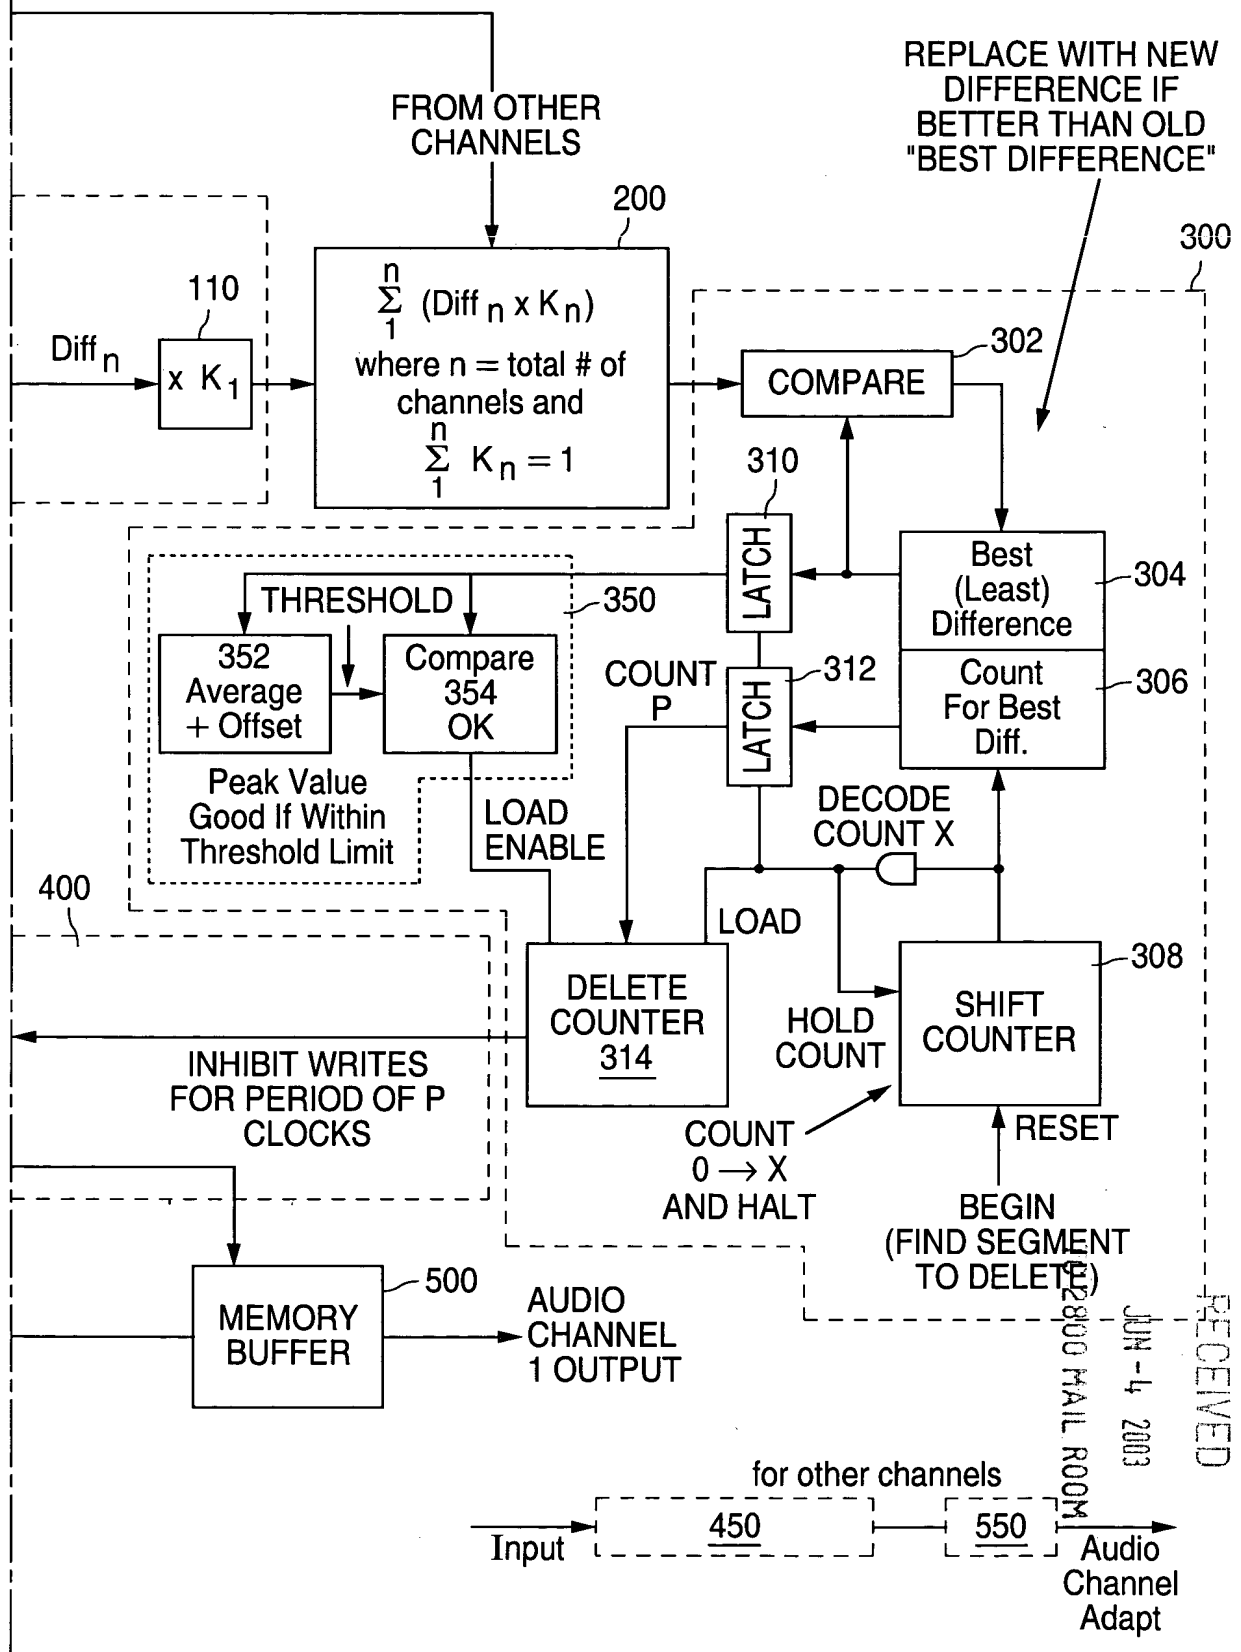 REPLACE WITH NEW
DIFFERENCE IF
BETTER THAN OLD
"BEST DIFFERENCE"
FROM OTHER
CHANNELS
200
300
110
Diff n
x K 1
n
Σ (Diff n x K n)
1
where n = total # of
channels and
n
Σ K n = 1
1
302
COMPARE
310
LATCH
Best
(Least)
Difference
304
THRESHOLD
350
352
Average
+ Offset
Compare
354
OK
COUNT
P
312
LATCH
Count
For Best
Diff.
306
Peak Value
Good If Within
Threshold Limit
LOAD
ENABLE
DECODE
COUNT X
400
LOAD
DELETE
COUNTER
314
HOLD
COUNT
SHIFT
COUNTER
308
INHIBIT WRITES
FOR PERIOD OF P
CLOCKS
COUNT
0 → X
AND HALT
RESET
BEGIN
(FIND SEGMENT
TO DELETE)
500
MEMORY
BUFFER
AUDIO
CHANNEL
1 OUTPUT
RECEIVED
JUN -4 2003
2800 MAIL ROOM
for other channels
Input
450
550
Audio
Channel
Adapt